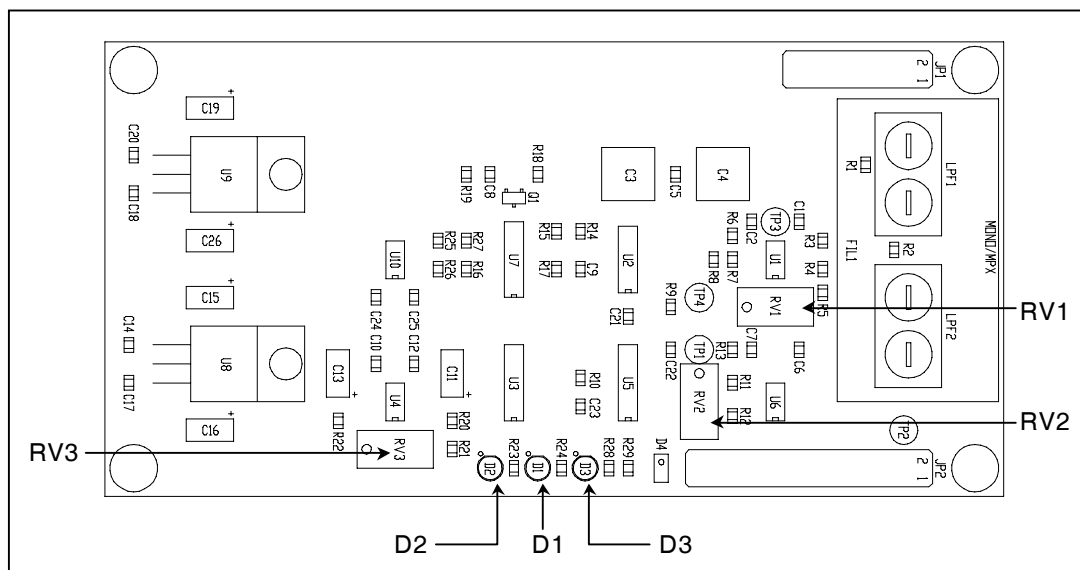 JP1
2 1
C19
C20
U9
C18
R18
R19
C8
Q1
C3
C5
C4
R1
LPF1
MONO/MPX
C26
R25
R27
R15
R14
R6
C2
TP3
C1
R3
FIL1
R2
U10
R26
R16
U7
R17
C9
U2
R8
R7
U1
R4
C15
C24
C25
R9
TP4
RV1
R5
RV1
C14
C10
C12
C21
LPF2
U8
C13
C11
C22
TP1
R13
C7
C6
C17
U4
U3
R10
C23
U5
RV2
R11
R12
U6
RV2
C16
R22
RV3
R20
R21
TP2
RV3
D2
R23
D1
R24
D3
R28
R29
D4
JP2
2 1
D2
D1
D3